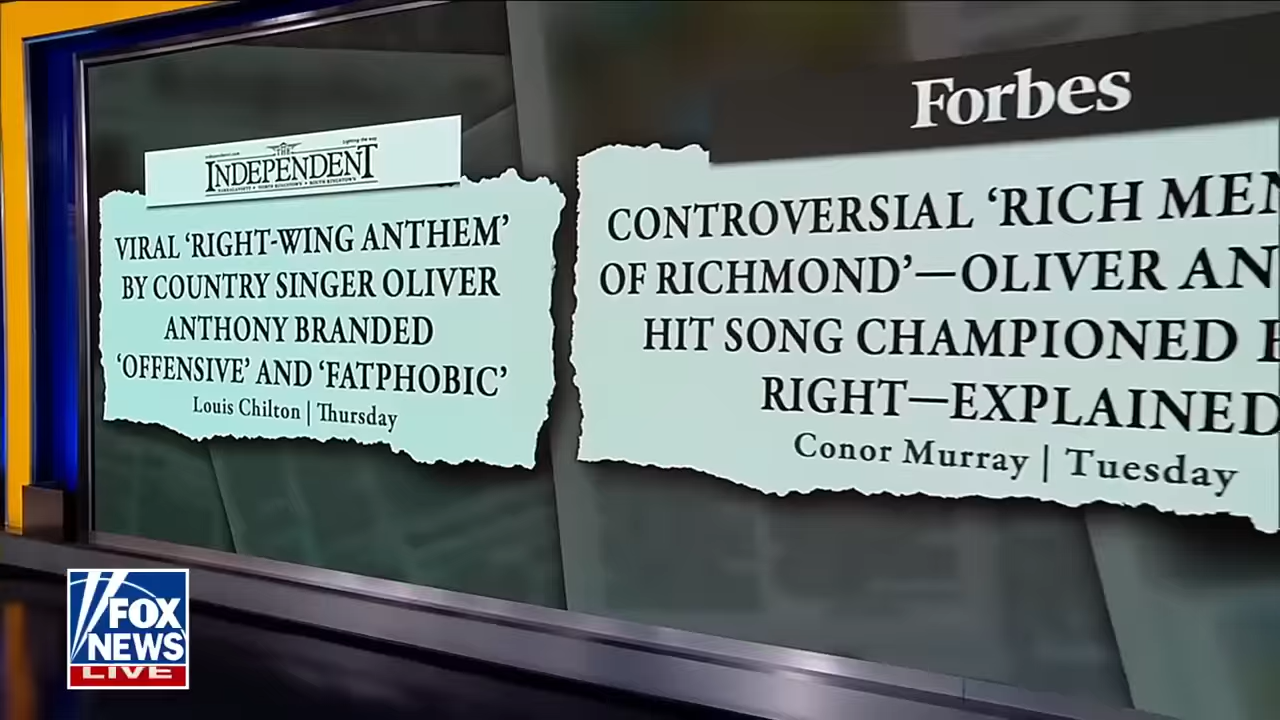 THE
INDEPENDENT
VIRAL ‘RIGHT-WING ANTHEM’
BY COUNTRY SINGER OLIVER
ANTHONY BRANDED
‘OFFENSIVE’ AND ‘FATPHOBIC’
Louis Chilton | Thursday
Forbes
CONTROVERSIAL ‘RICH MEN
OF RICHMOND’—OLIVER AN
HIT SONG CHAMPIONED
RIGHT—EXPLAINED
Conor Murray | Tuesday
FOX
NEWS
LIVE